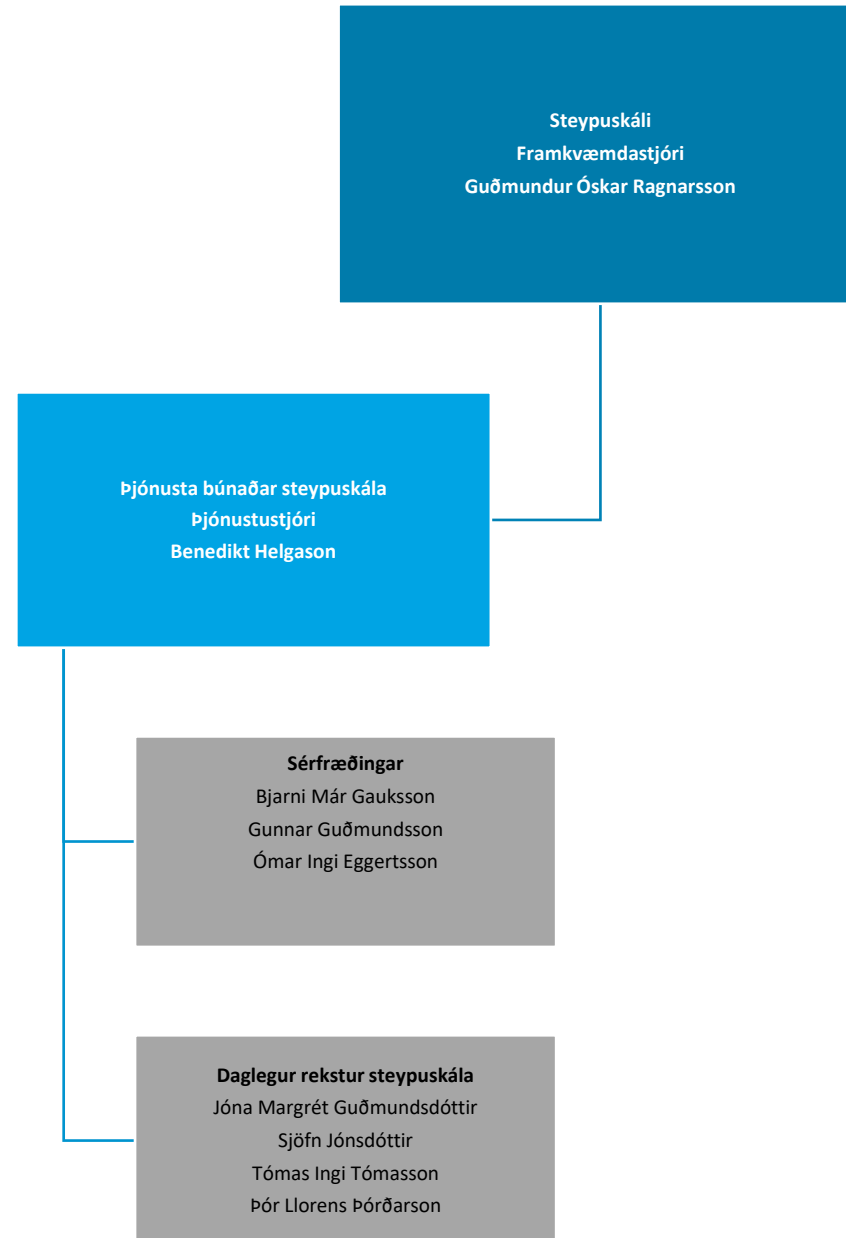 Steypuskáli
Framkvæmdastjóri
Guðmundur Óskar Ragnarsson
Þjónusta búnaðar steypuskála
Þjónustustjóri
Benedikt Helgason
Sérfræðingar
Bjarni Már Gauksson
Gunnar Guðmundsson
Ómar Ingi Eggertsson
Daglegur rekstur steypuskála
Jóna Margrét Guðmundsdóttir
Sjöfn Jónsdóttir
Tómas Ingi Tómasson
Þór Llorens Þórðarson